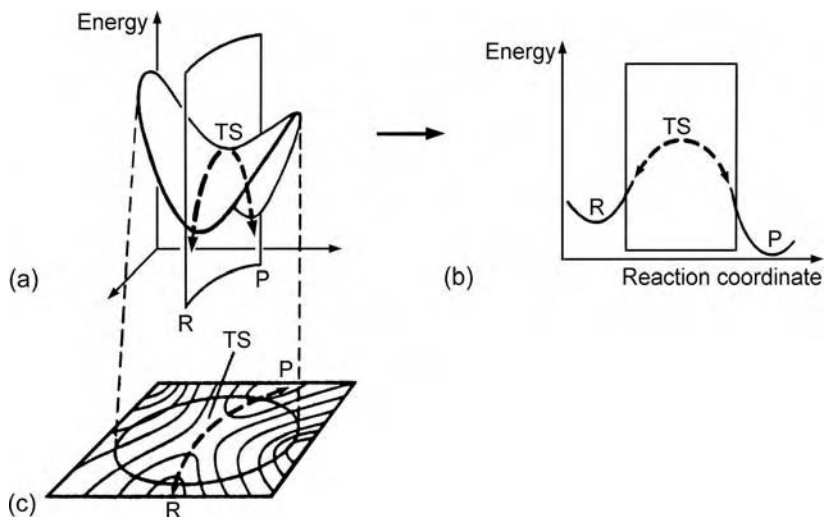 Energy
TS
R
P
(a)
Energy
TS
R
P
Reaction coordinate
(b)
TS
P
R
(c)